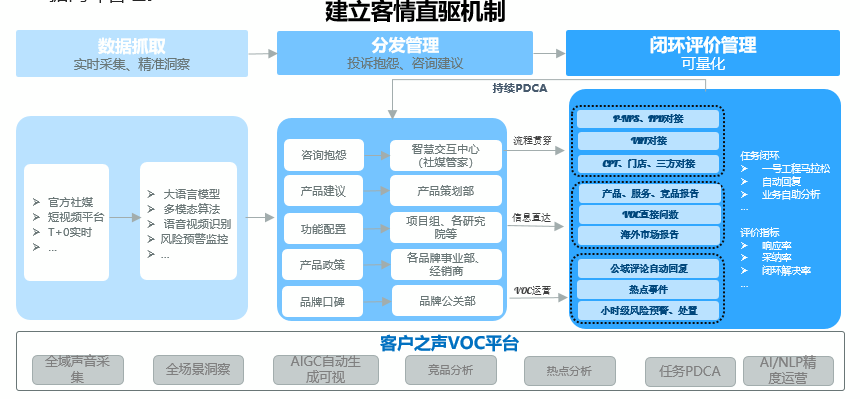 建立客情直驱机制
数据抓取
实时采集、精准洞察
分发管理
投诉抱怨、咨询建议
闭环评价管理
可量化
持续PDCA
官方社媒
短视频平台
T+0实时
...
大语言模型
多模态算法
语音视频识别
风险预警监控
...
咨询抱怨
智慧交互中心
（社媒管家）
产品建议
产品策划部
功能配置
项目组、各研究
院等
产品政策
各品牌事业部、
经销商
品牌口碑
品牌公关部
流程贯穿
信息直达
VOC运营
对接
VMT对接
CPT、门店、三方对接
产品、服务、竞品报告
VOC直接问数
海外市场报告
公域评论自动回复
热点事件
小时级风险预警、处置
任务闭环
一号工程马拉松
自动回复
业务自助分析
...
评价指标
响应率
采纳率
闭环解决率
...
客户之声VOC平台
全域声音采
集
全场景洞察
AIGC自动生
成可视
竞品分析
热点分析
任务PDCA
AI/NLP精
度运营